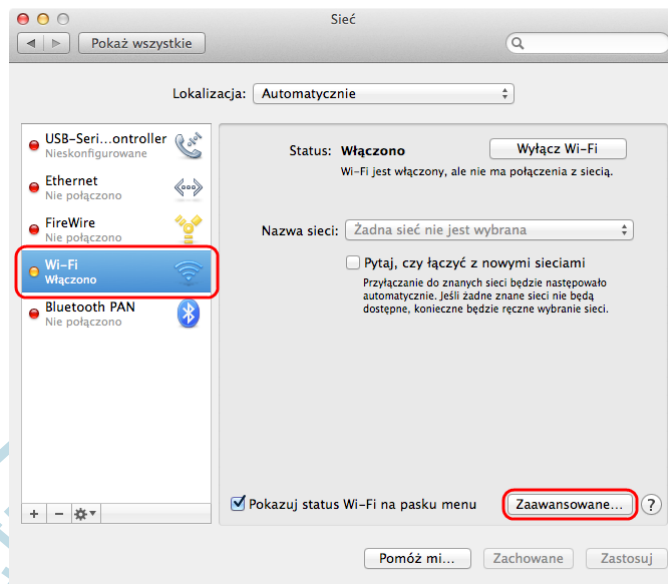 Sieć
Pokaż wszystkie
Lokalizacja: Automatycznie
USB-Seri...ontroller
Nieskonfigurowane
Ethernet
Nie połączono
FireWire
Nie połączono
Wi-Fi
Włączono
Bluetooth PAN
Nie połączono
Status: Włączono
Wyłącz Wi-Fi
Wi-Fi jest włączony, ale nie ma połączenia z siecią.
Nazwa sieci: Żadna sieć nie jest wybrana
Pytaj, czy łączyć z nowymi sieciami
Przyłączanie do znanych sieci będzie następowało
automatycznie. Jeśli żadne znane sieci nie będą
dostępne, konieczne będzie ręczne wybranie sieci.
Pokazuj status Wi-Fi na pasku menu
Zaawansowane...
?
Pomóż mi...
Zachowane
Zastosuj